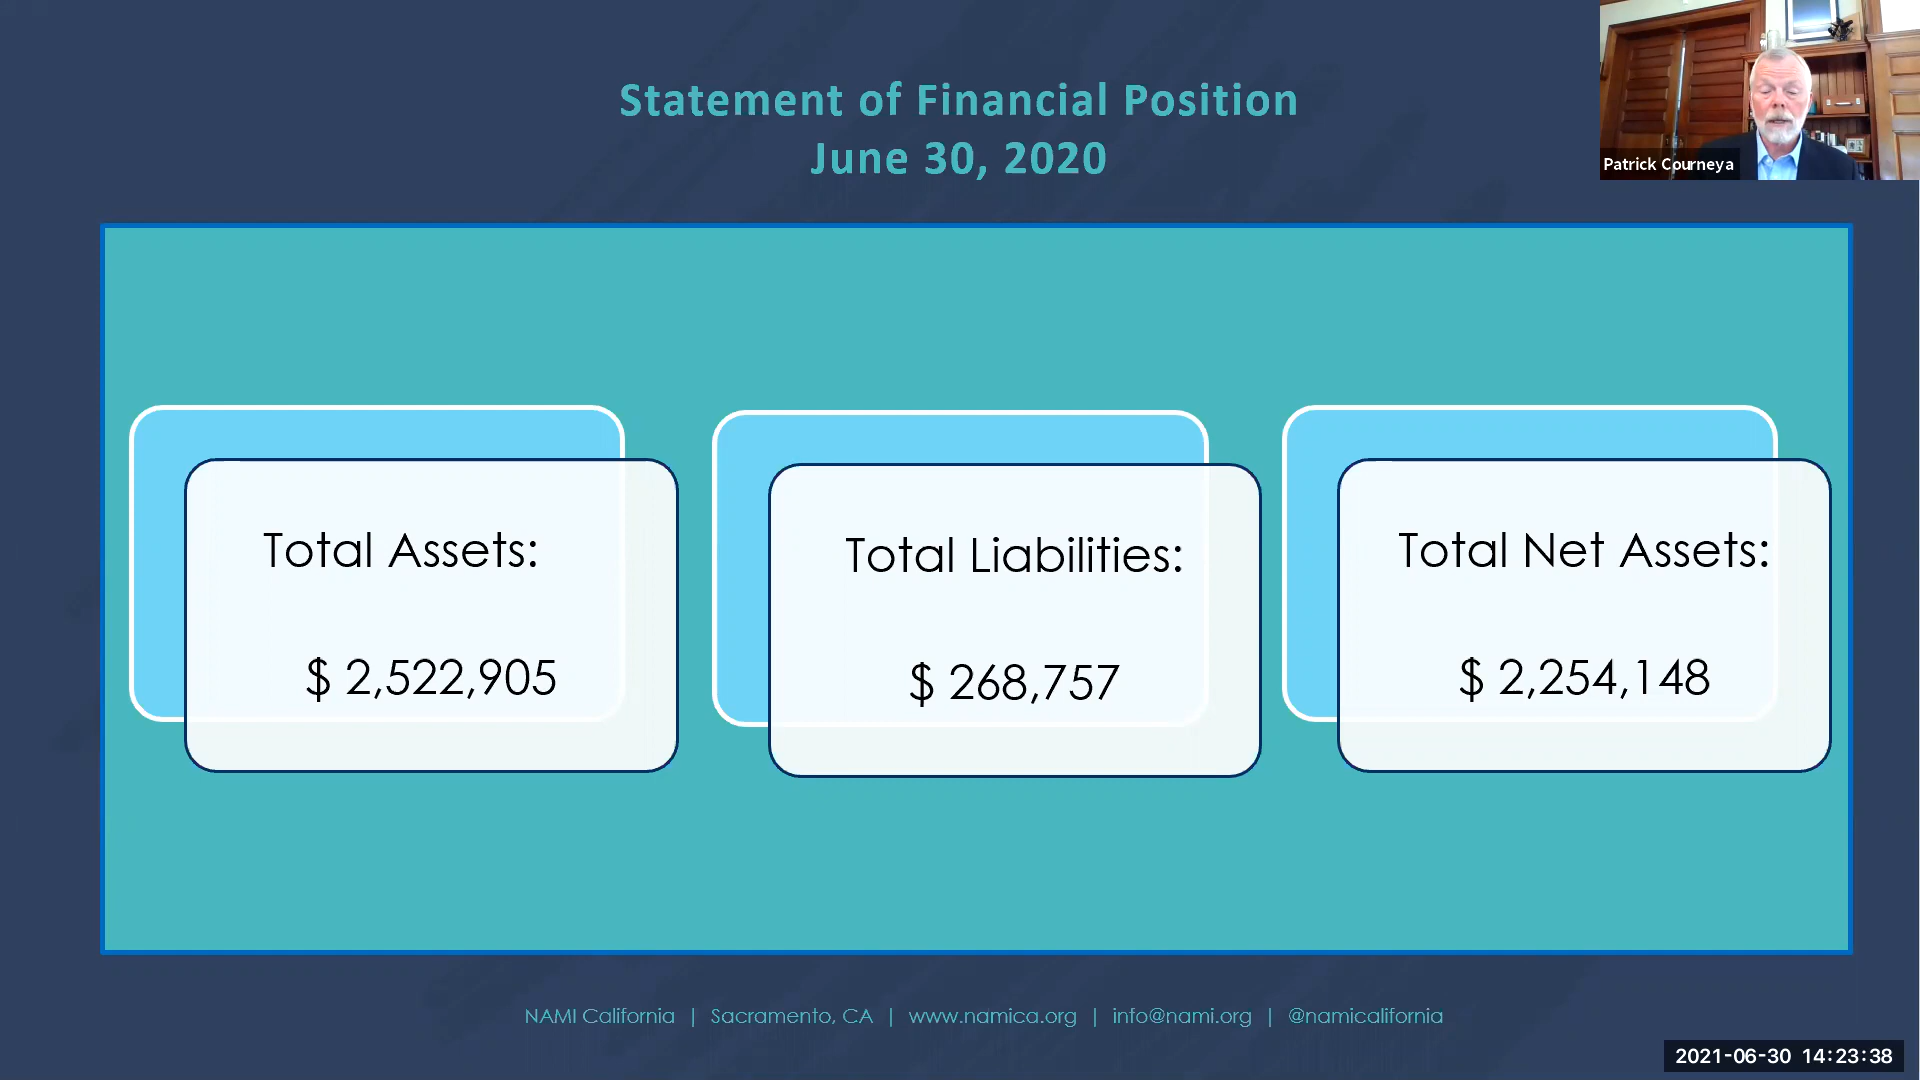 Statement of Financial Position
June 30, 2020
Patrick Courneya
Total Assets:
$ 2,522,905
Total Liabilities:
$ 268,757
Total Net Assets:
$ 2,254,148
NAMI California | Sacramento, CA | www.namica.org | info@nami.org | @namicalifornia
2021-06-30 14:23:38